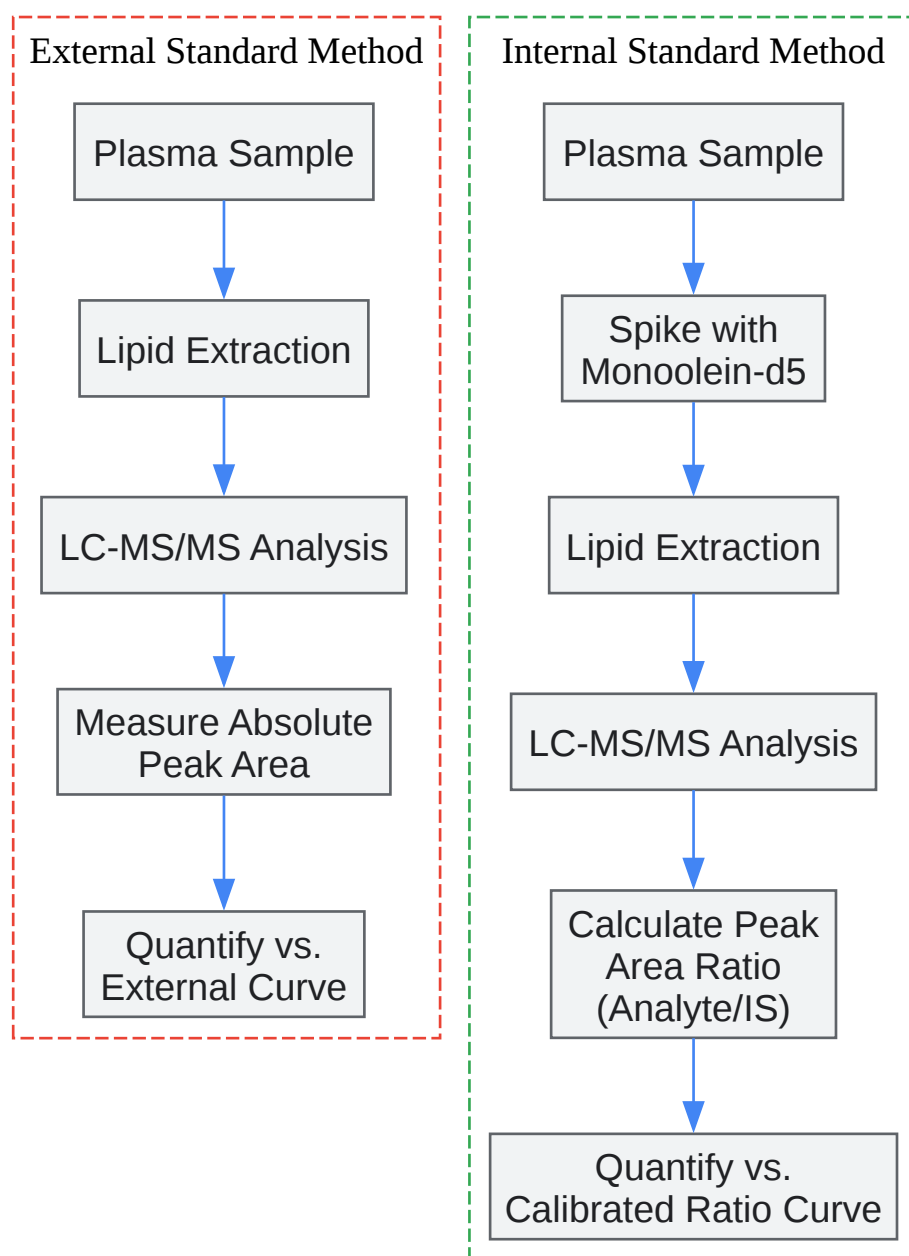 External Standard Method
Plasma Sample
Lipid Extraction
LC-MS/MS Analysis
Measure Absolute
Peak Area
Quantify vs.
External Curve
Internal Standard Method
Plasma Sample
Spike with
Monoolein-d5
Lipid Extraction
LC-MS/MS Analysis
Calculate Peak
Area Ratio
(Analyte/IS)
Quantify vs.
Calibrated Ratio Curve